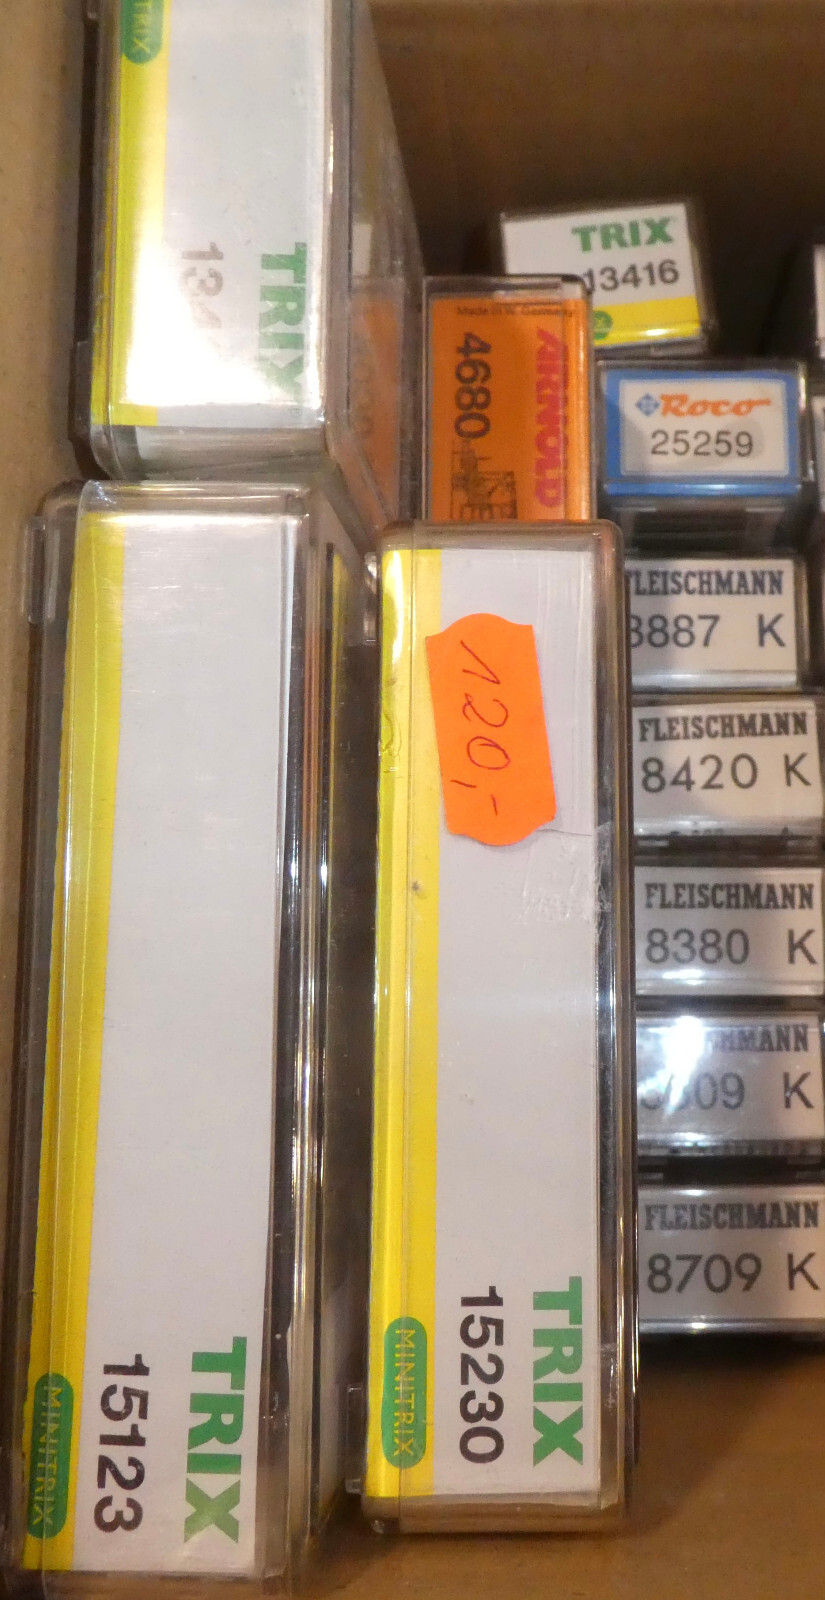 TRIX
TRIX
13416
Made in W. Germany
ARNOLD
4680
Roco
25259
FLEISCHMANN
8887 K
FLEISCHMANN
8420 K
FLEISCHMANN
8380 K
K
FLEISCHMANN
8709 K
120,-
TRIX
15230
MINITRIX
TRIX
15123
MINITRIX